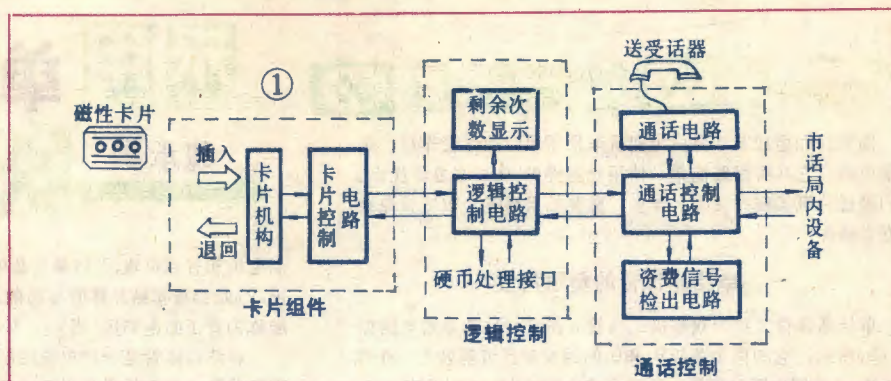 ①
磁性卡片
插入
退回
卡片机构
卡片控制
电路
卡片组件
剩余次
数显示
逻辑控
制电路
硬币处理接口
逻辑控制
送受话器
通话电路
通话控制
电路
资费信号
检出电路
通话控制
市话局内设备